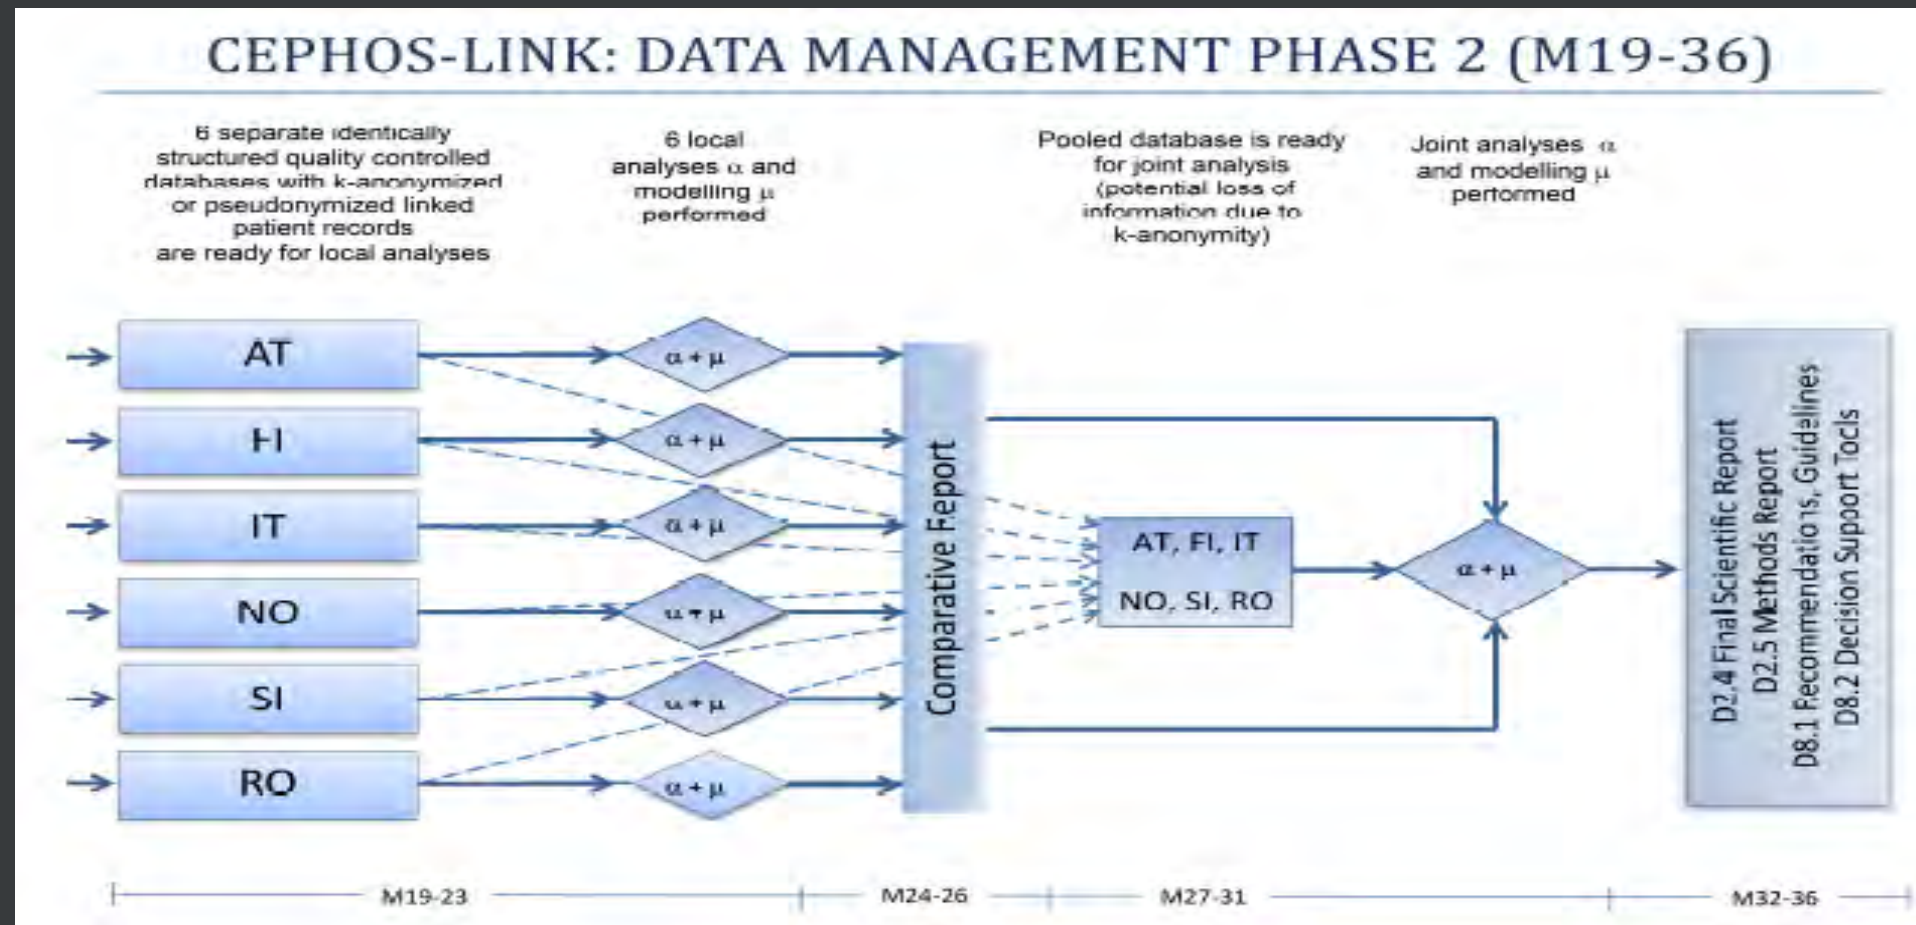 CEPHOS-LINK: DATA MANAGEMENT PHASE 2 (M19-36)
6 separate identically
structured quality controlled
databases with k-anonymized
or pseudonymized linked
patient records
are ready for local analyses
6 local
analyses α and
modelling μ
performed
Pooled database is ready
for joint analysis
(potential loss of
information due to
k-anonymity)
Joint analyses α
and modelling μ
performed
AT
FI
IT
NO
SI
RO
α + μ
α + μ
α + μ
α + μ
α + μ
α + μ
Comparative Report
AT, FI, IT
NO, SI, RO
α + μ
D2.4 Final Scientific Report
D2.5 Methods Report
D8.1 Recommendations, Guidelines
D8.2 Decision Support Tools
M19-23
M24-26
M27-31
M32-36